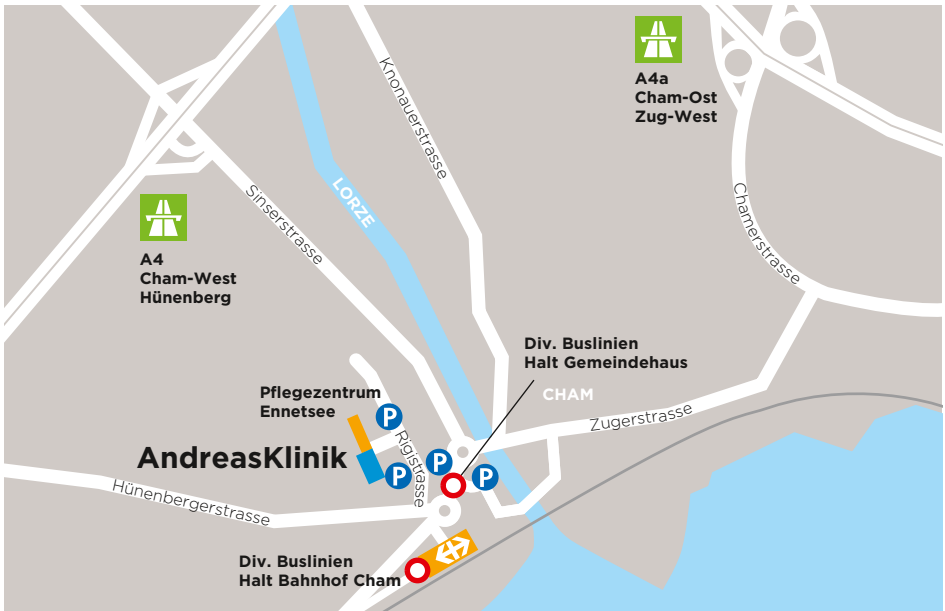 A4a
Cham-Ost
Zug-West
Knonauerstrasse
LORZE
Sinserstrasse
Chamerstrasse
A4
Cham-West
Hünenberg
Div. Buslinien
Halt Gemeindehaus
CHAM
Zugerstrasse
Pflegezentrum
Ennetsee
P
Rigistrasse
AndreasKlinik
P
P
P
Hünenbergerstrasse
Div. Buslinien
Halt Bahnhof Cham